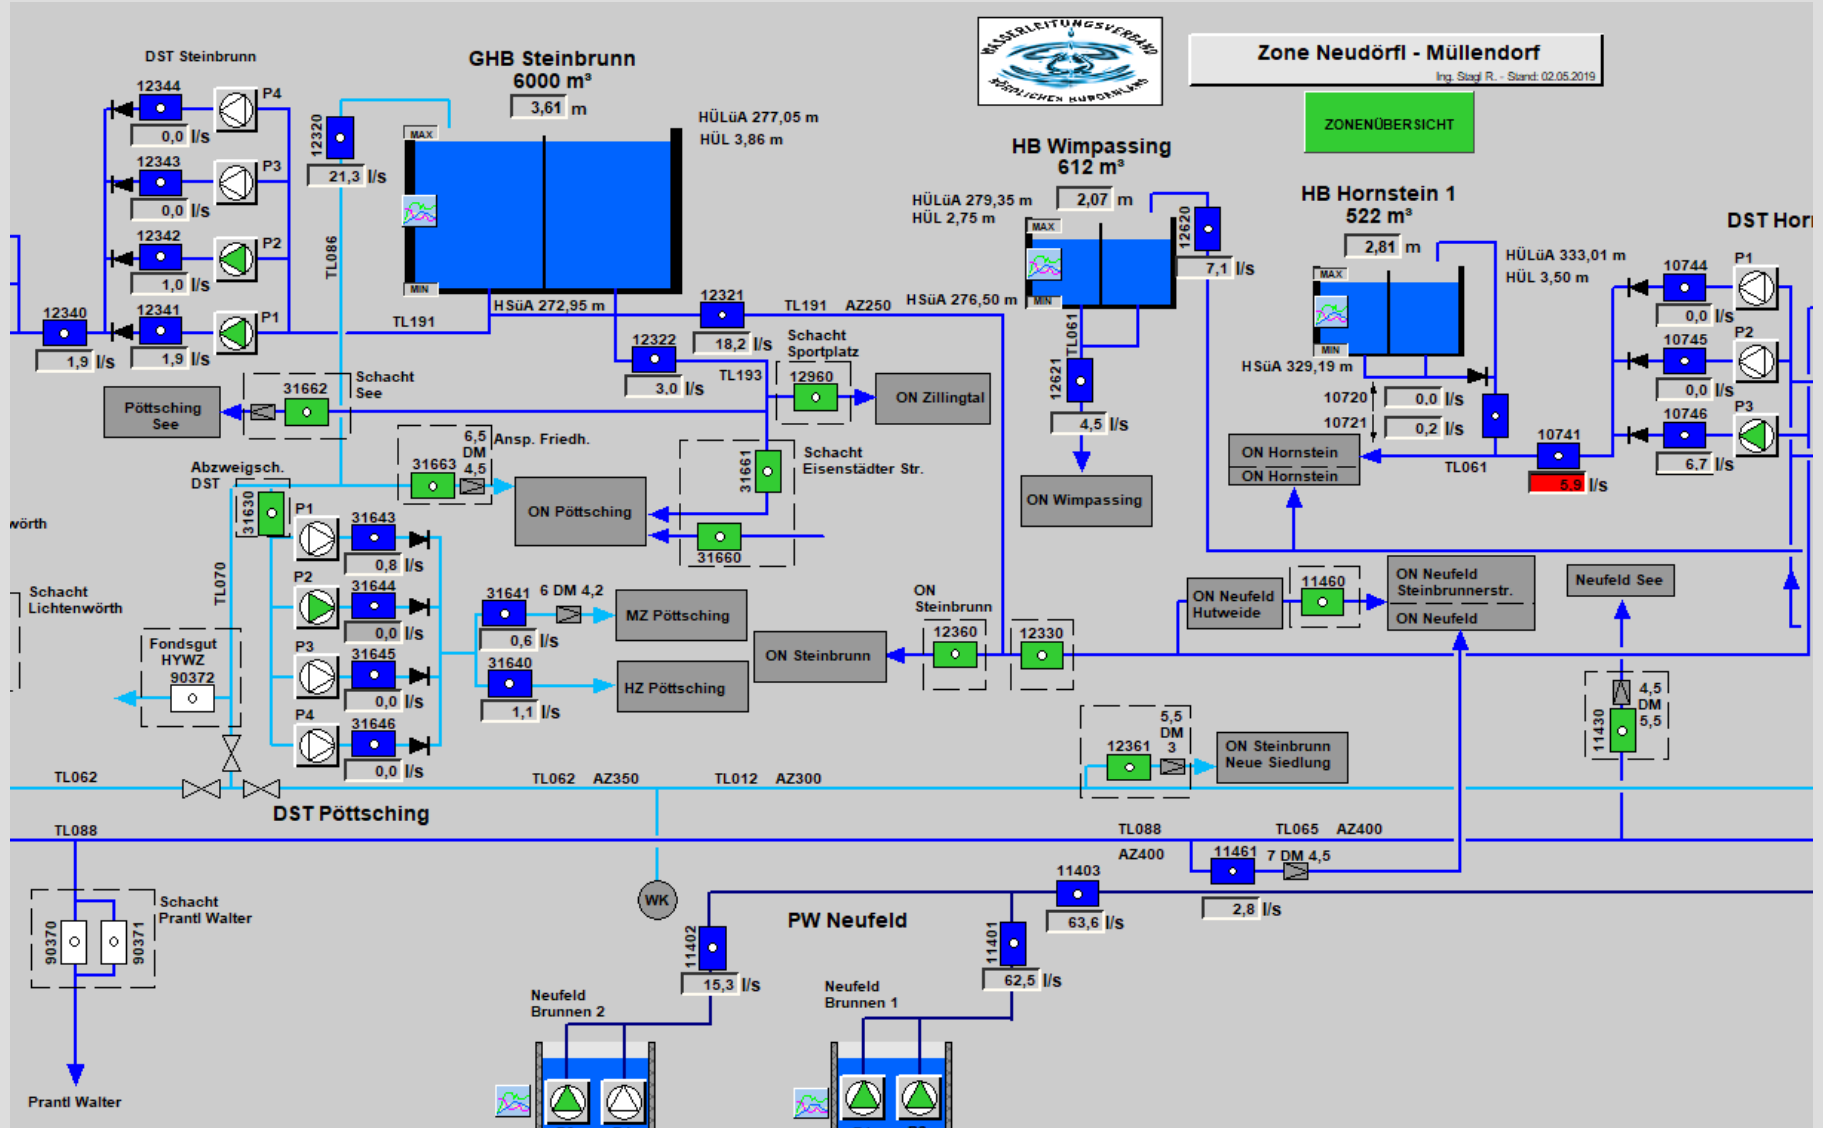 WASSERLEITUNGSVERBAND
NÖRDLICHES BURGENLAND
Zone Neudörfl - Müllendorf
Ing. Stagl R. - Stand: 02.05.2019
ZONENÜBERSICHT
DST Steinbrunn
12344
P4
0,0 l/s
12343
P3
0,0 l/s
12342
P2
1,0 l/s
12341
P1
1,9 l/s
12340
1,9 l/s
TL191
12320
21,3 l/s
TL086
GHB Steinbrunn
6000 m³
3,61 m
MAX
MIN
HÜLüA 277,05 m
HÜL 3,86 m
HSüA 272,95 m
12321
18,2 l/s
TL191 AZ250
12322
3,0 l/s
TL193
Schacht
Sportplatz
12960
ON Zillingtal
HB Wimpassing
612 m³
2,07 m
HÜLüA 279,35 m
HÜL 2,75 m
MAX
MIN
HSüA 276,50 m
12620
7,1 l/s
TL061
12621
4,5 l/s
ON Wimpassing
HB Hornstein 1
522 m³
2,81 m
MAX
MIN
HÜLüA 333,01 m
HÜL 3,50 m
HSüA 329,19 m
10720
0,0 l/s
10721
0,2 l/s
ON Hornstein
ON Hornstein
TL061
10741
5,9 l/s
DST Horn
10744
P1
0,0 l/s
10745
P2
0,0 l/s
10746
P3
6,7 l/s
Pöttsching
See
31662
Schacht
See
Abzweigsch.
DST
31630
6,5
DM
4,5
Ansp. Friedh.
31663
ON Pöttsching
31661
Schacht
Eisenstädter Str.
31660
wörth
Schacht
Lichtenwörth
TL070
Fondsgut
HYWZ
90372
P1
31643
0,8 l/s
P2
31644
0,0 l/s
P3
31645
0,0 l/s
P4
31646
0,0 l/s
31641
6 DM 4,2
0,6 l/s
MZ Pöttsching
31640
1,1 l/s
HZ Pöttsching
ON Steinbrunn
ON
Steinbrunn
12360
12330
ON Neufeld
Hutweide
11460
ON Neufeld
Steinbrunnerstr.
ON Neufeld
Neufeld See
4,5
DM
5,5
11430
5,5
DM
3
12361
ON Steinbrunn
Neue Siedlung
TL062
TL062 AZ350
TL012 AZ300
DST Pöttsching
TL088
TL088
AZ400
TL065 AZ400
11461
7 DM 4,5
2,8 l/s
Schacht
Prantl Walter
90370
90371
Prantl Walter
WK
PW Neufeld
11403
63,6 l/s
11402
15,3 l/s
11401
62,5 l/s
Neufeld
Brunnen 2
Neufeld
Brunnen 1